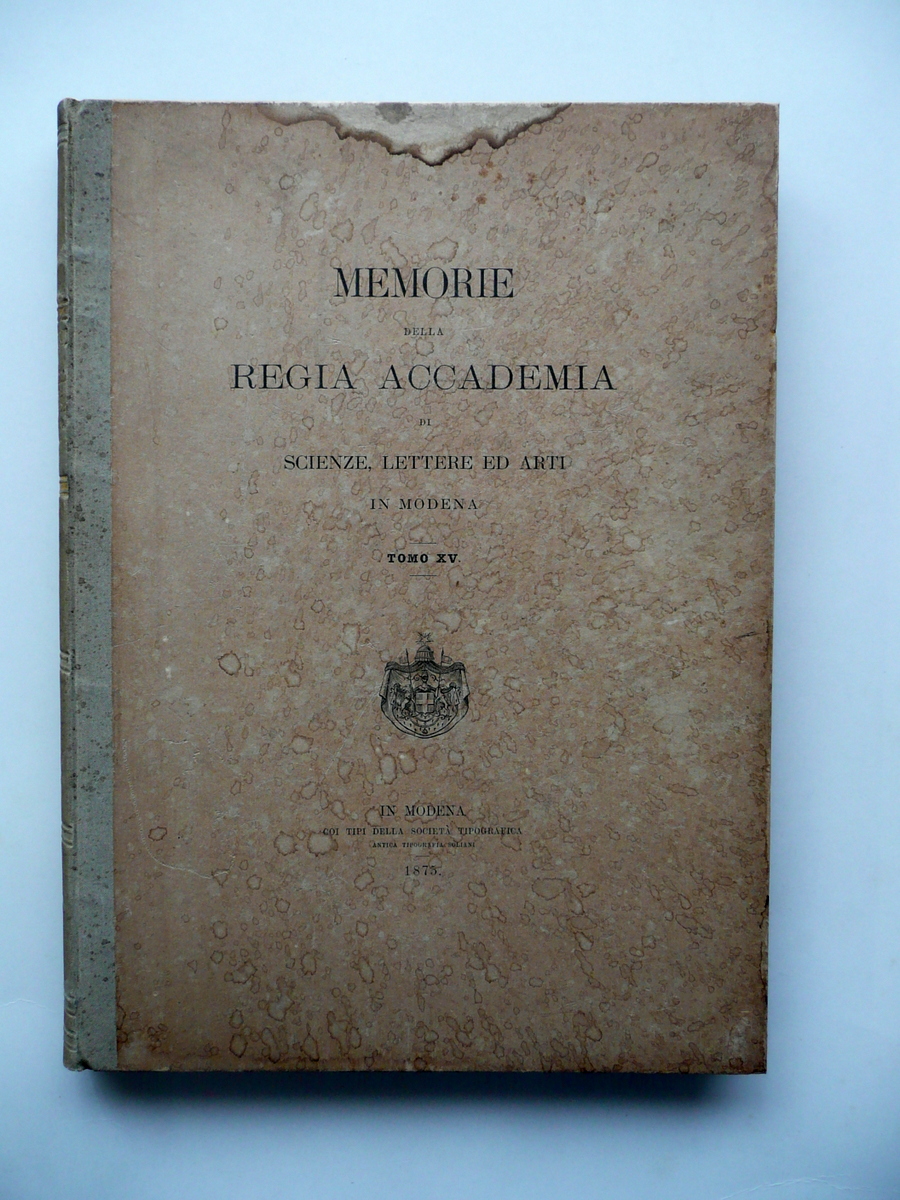 MEMORIE
DELLA
REGIA ACCADEMIA
DI
SCIENZE, LETTERE ED ARTI
IN MODENA
TOMO XV.
IN MODENA
COI TIPI DELLA SOCIETÀ TIPOGRAFICA
ANTICA TIPOGRAFIA SOLIANI
1875.